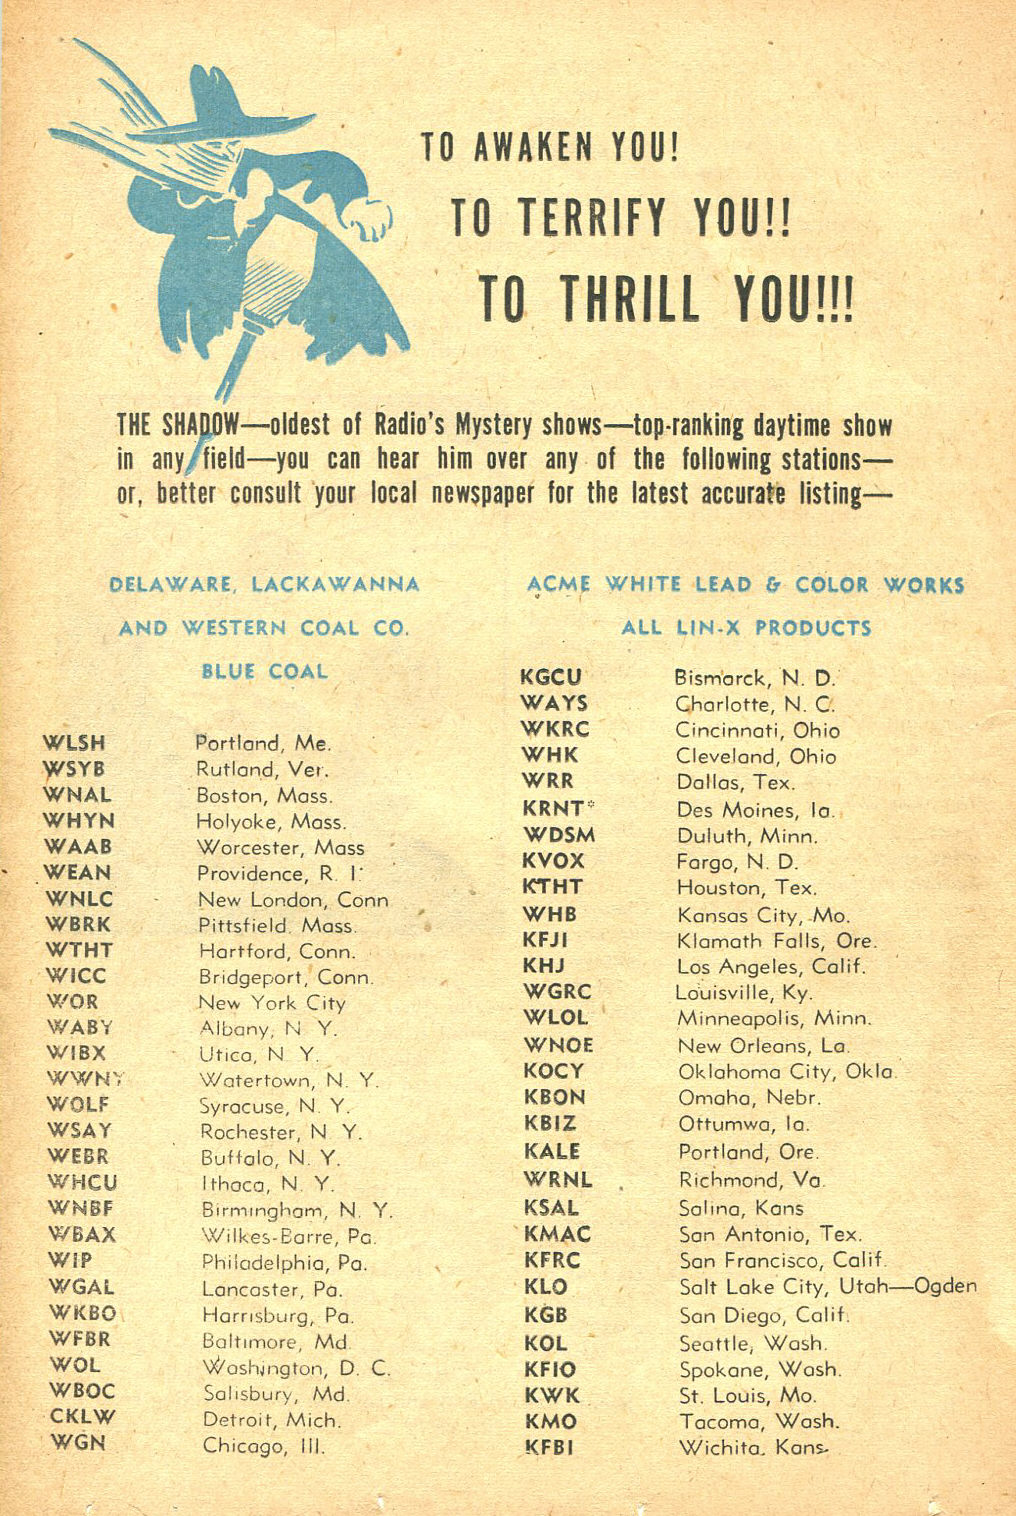 TO AWAKEN YOU!
TO TERRIFY YOU!!
TO THRILL YOU!!!
THE SHADOW—oldest of Radio's Mystery shows—top-ranking daytime show
in any field—you can hear him over any of the following stations—
or, better consult your local newspaper for the latest accurate listing—
DELAWARE, LACKAWANNA
AND WESTERN COAL CO.
BLUE COAL
WLSH Portland, Me.
WSYB Rutland, Ver.
WNAL Boston, Mass.
WHYN Holyoke, Mass.
WAAB Worcester, Mass
WEAN Providence, R. I.
WNLC New London, Conn
WBRK Pittsfield. Mass.
WTHT Hartford, Conn.
WICC Bridgeport, Conn.
WOR New York City
WABY Albany, N Y.
WIBX Utica, N Y.
WWNY Watertown, N. Y.
WOLF Syracuse, N. Y.
WSAY Rochester, N Y.
WEBR Buffalo, N. Y.
WHCU Ithaca, N. Y.
WNBF Birmingham, N. Y.
WBAX Wilkes-Barre, Pa.
WIP Philadelphia, Pa.
WGAL Lancaster, Pa.
WKBO Harrisburg, Pa.
WFBR Baltimore, Md
WOL Washington, D. C.
WBOC Salisbury, Md.
CKLW Detroit, Mich.
WGN Chicago, Ill.
ACME WHITE LEAD & COLOR WORKS
ALL LIN-X PRODUCTS
KGCU Bismarck, N. D.
WAYS Charlotte, N. C.
WKRC Cincinnati, Ohio
WHK Cleveland, Ohio
WRR Dallas, Tex.
KRNT* Des Moines, Ia.
WDSM Duluth, Minn.
KVOX Fargo, N. D.
KTHT Houston, Tex.
WHB Kansas City, Mo.
KFJI Klamath Falls, Ore.
KHJ Los Angeles, Calif.
WGRC Louisville, Ky.
WLOL Minneapolis, Minn.
WNOE New Orleans, La.
KOCY Oklahoma City, Okla.
KBON Omaha, Nebr.
KBIZ Ottumwa, Ia.
KALE Portland, Ore.
WRNL Richmond, Va.
KSAL Salina, Kans
KMAC San Antonio, Tex.
KFRC San Francisco, Calif.
KLO Salt Lake City, Utah—Ogden
KGB San Diego, Calif.
KOL Seattle, Wash.
KFIO Spokane, Wash.
KWK St. Louis, Mo.
KMO Tacoma, Wash.
KFBI Wichita. Kans.